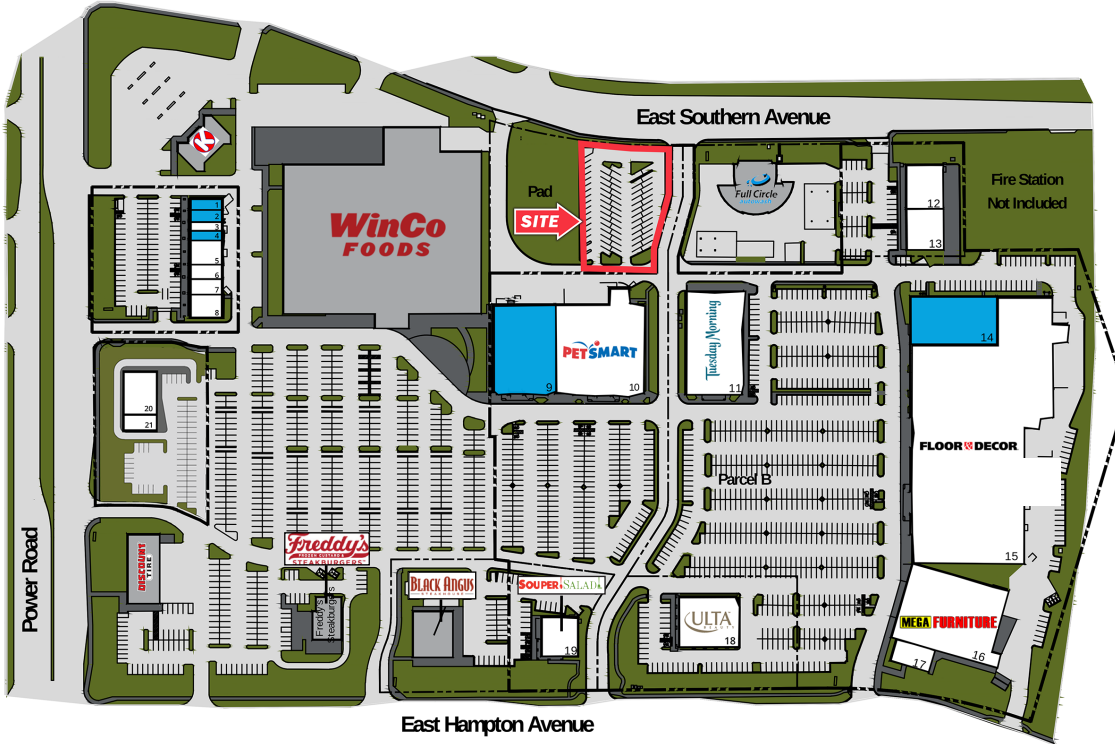 East Southern Avenue
K
Pad
SITE
Full Circle
Fire Station
Not Included
12
13
WinCo
FOODS
1
2
3
4
5
6
7
8
PETSMART
9
10
Tuesday Morning
11
14
20
21
FLOOR & DECOR
Parcel B
15
Power Road
DISCOUNT
TIRE
Freddy's
FROZEN CUSTARD &
STEAKBURGERS
Freddy's
Steakburgers
BLACK ANGUS
STEAKHOUSE
SOUPER SALAD
19
ULTA
BEAUTY
18
MEGA FURNITURE
16
17
East Hampton Avenue